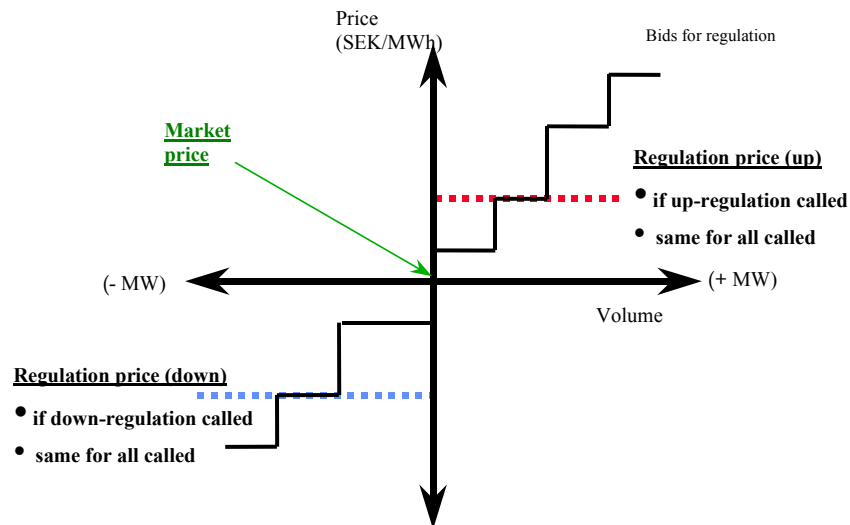 Price
(SEK/MWh)
Bids for regulation
Market
price
Regulation price (up)
• if up-regulation called
• same for all called
(- MW)
(+ MW)
Volume
Regulation price (down)
• if down-regulation called
• same for all called